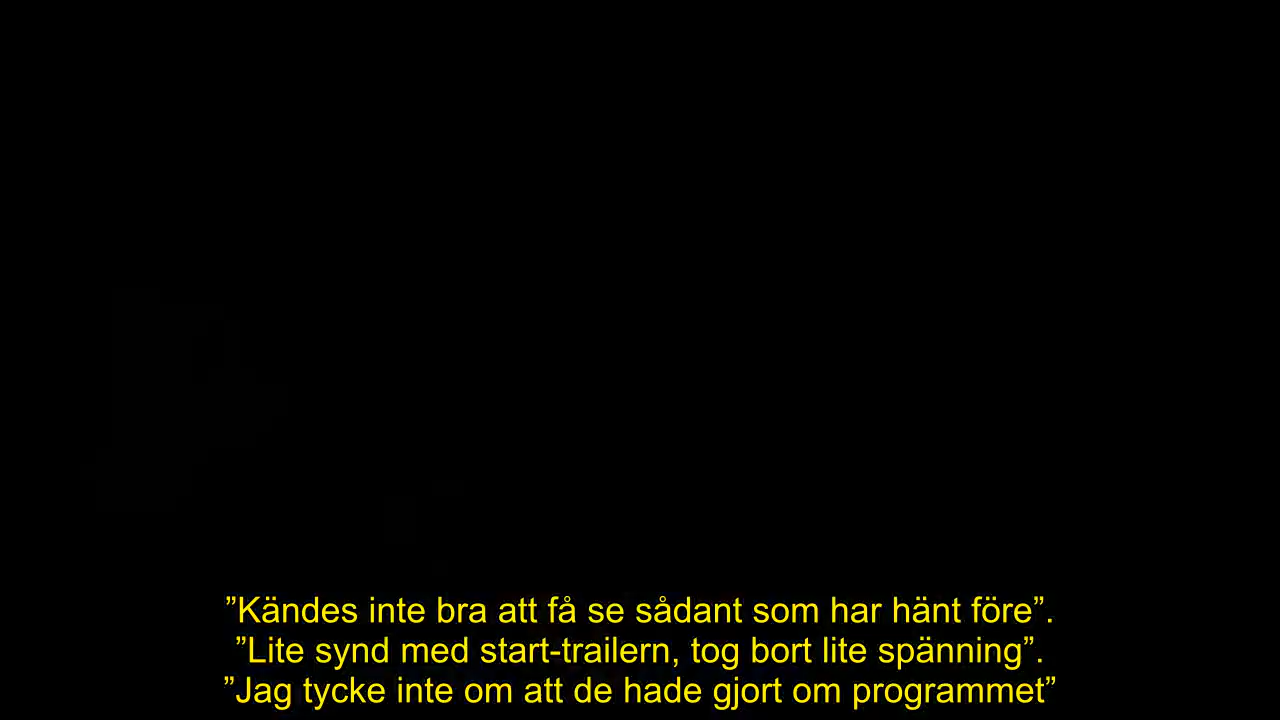 ”Kändes inte bra att få se sådant som har hänt före”.
”Lite synd med start-trailern, tog bort lite spänning”.
”Jag tycke inte om att de hade gjort om programmet”